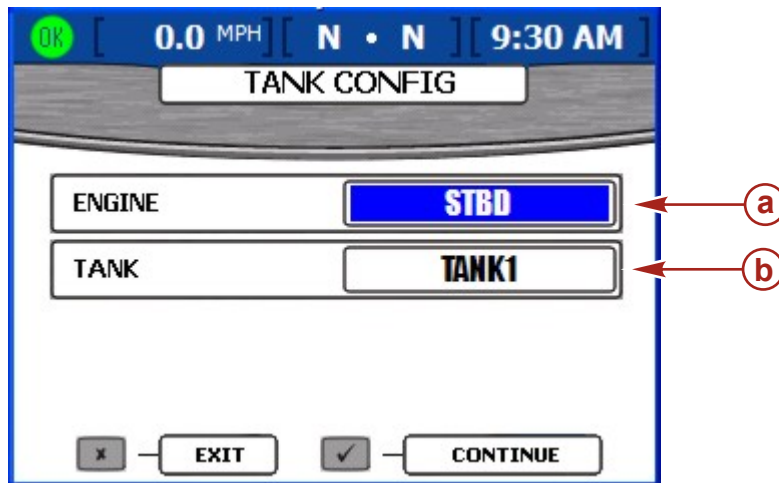 OK [ 0.0 MPH ] [ N • N ] [ 9:30 AM ]
TANK CONFIG
ENGINE STBD a
TANK TANK1 b
x EXIT ✓ CONTINUE